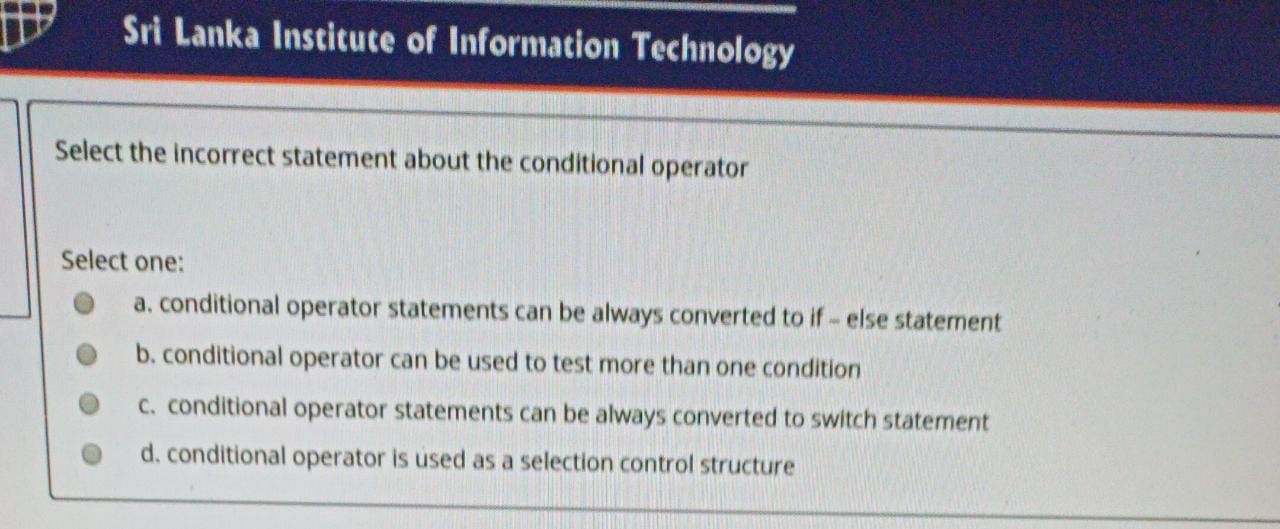 Sri Lanka Institute of Information Technology
Select the incorrect statement about the conditional operator
Select one:
a. conditional operator statements can be always converted to if – else statement
b. conditional operator can be used to test more than one condition
c. conditional operator statements can be always converted to switch statement
d. conditional operator is used as a selection control structure